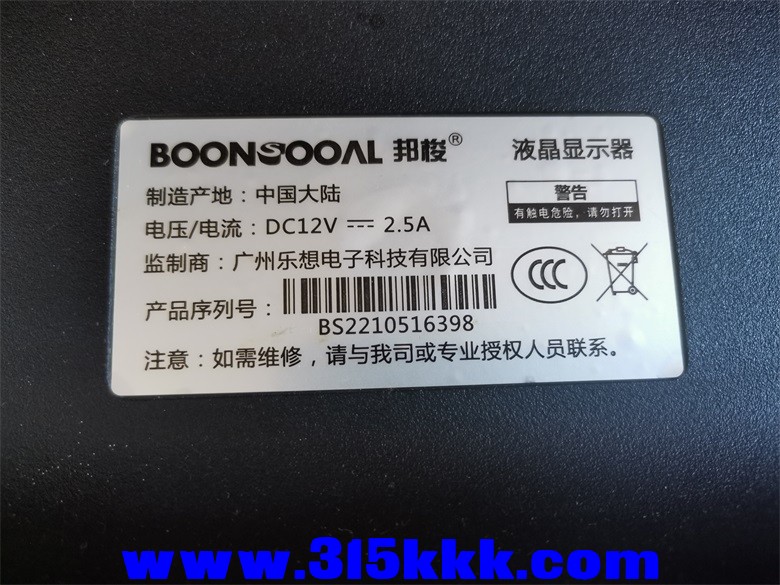 BOONSOOAL 邦梭® 液晶显示器
制造产地：中国大陆
警告
有触电危险，请勿打开
电压/电流：DC12V ⎓ 2.5A
监制商：广州乐想电子科技有限公司
CCC
产品序列号：
BS2210516398
注意：如需维修，请与我司或专业授权人员联系。
www.315kkk.com